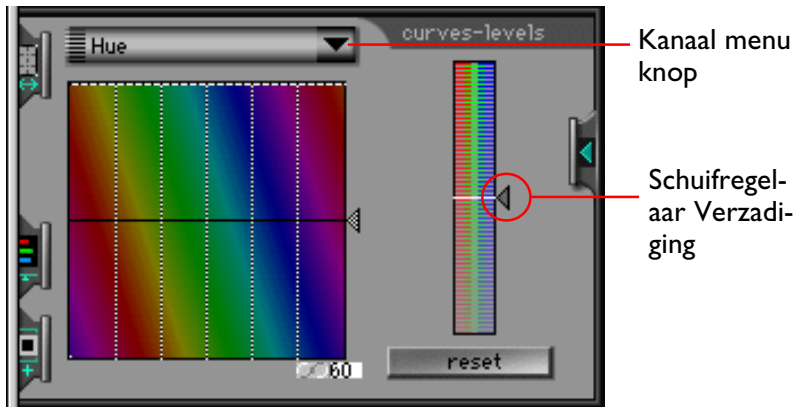 Hue
curves-levels
Kanaal menu
knop
Schuifregel-
aar Verzadi-
ging
60
reset